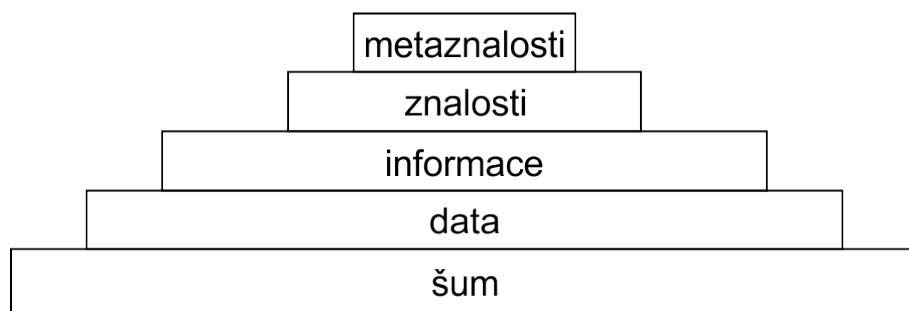 metaznalosti
znalosti
informace
data
šum